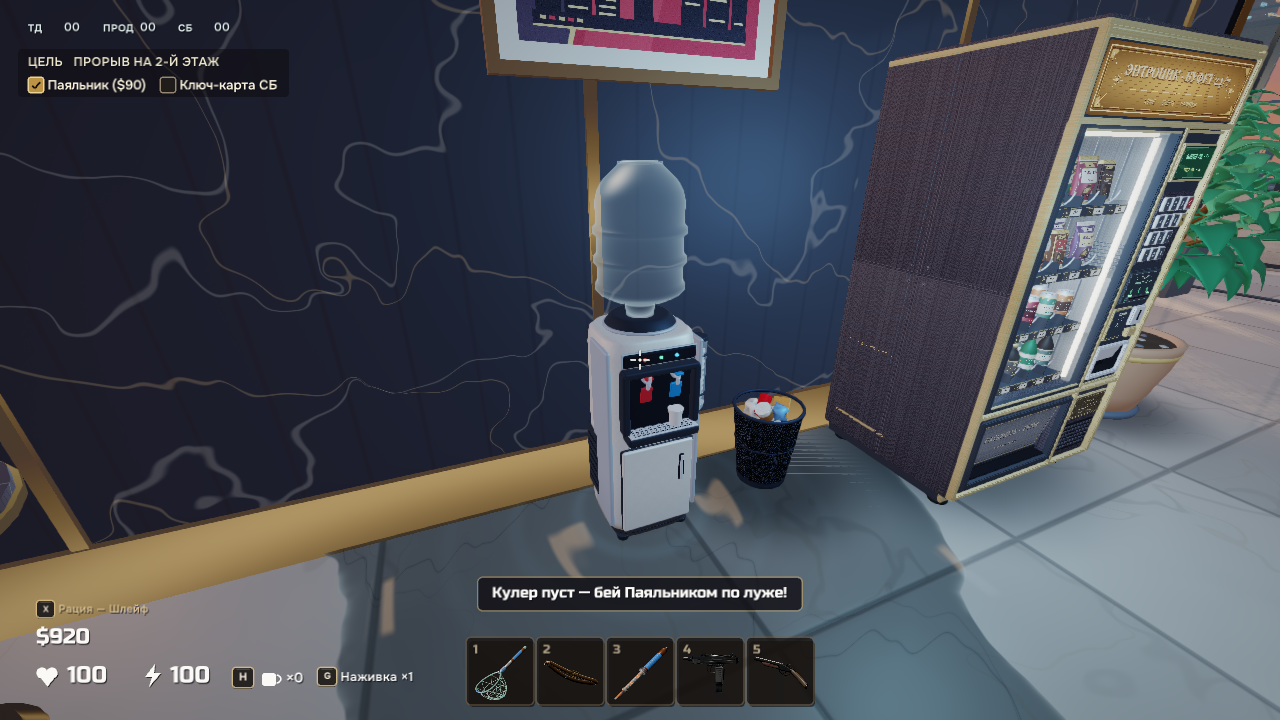 ТД 00 ПРОД 00 СБ 00
ЦЕЛЬ ПРОРЫВ НА 2-Й ЭТАЖ
Паяльник ($90) Ключ-карта СБ
Кулер пуст — бей Паяльником по луже!
X Рация — Шлейф
$920
100 100 H ×0 G Наживка ×1
1 2 3 4 5